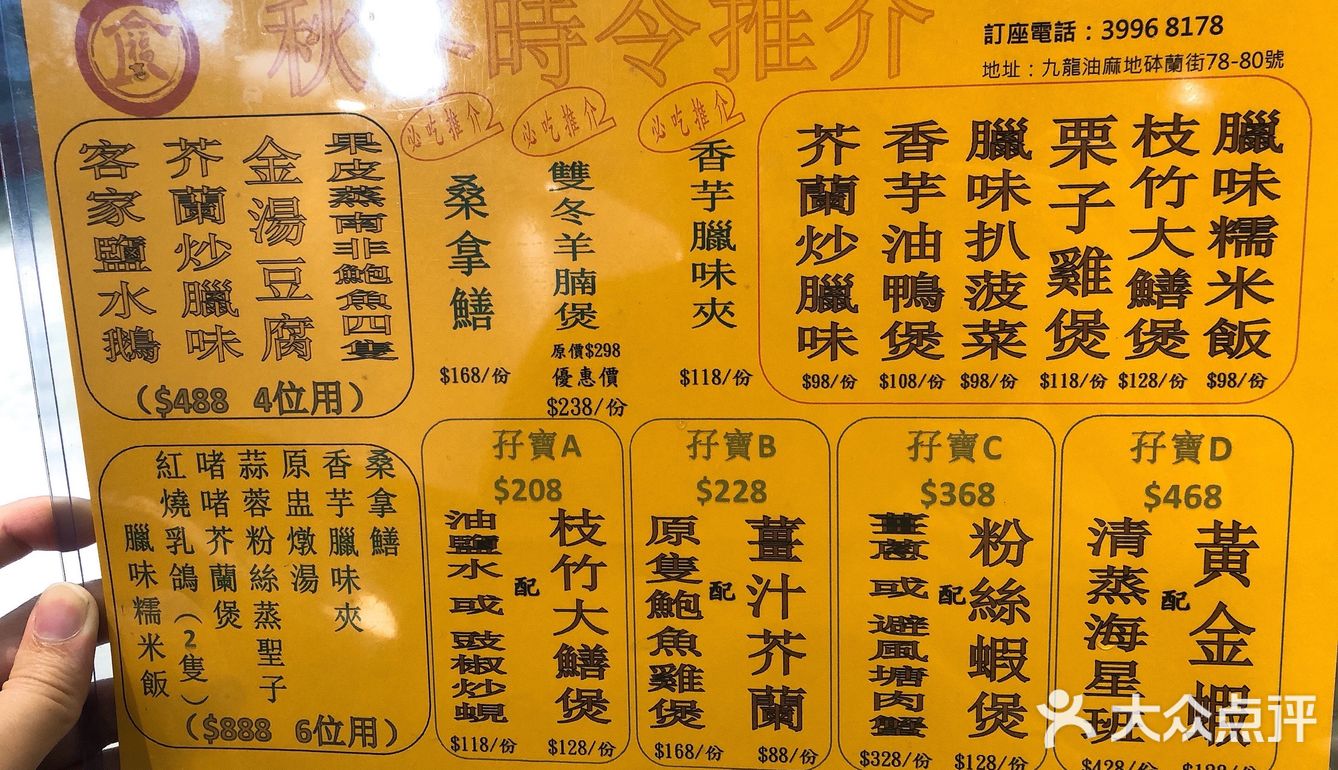 時令推介
訂座電話：3996 8178
地址：九龍油麻地砵蘭街78-80號
果皮蒸南非鮑魚四隻
金湯豆腐
芥蘭炒臘味
客家鹽水鵝
（$488 4位用）
必吃推介
桑拿鱔
$168/份
必吃推介
雙冬羊腩煲
原價$298
優惠價
$238/份
必吃推介
香芋臘味夾
$118/份
臘味糯米飯
$98/份
枝竹大鱔煲
$128/份
栗子雞煲
$118/份
臘味扒菠菜
$98/份
香芋油鴨煲
$108/份
芥蘭炒臘味
$98/份
桑拿鱔
香芋臘味夾
原盅燉湯
蒜蓉粉絲蒸聖子
啫啫芥蘭煲
紅燒乳鴿（2隻）
臘味糯米飯
（$888 6位用）
孖寶A
$208
枝竹大鱔煲
$128/份
配
油鹽水或豉椒炒蜆
$118/份
孖寶B
$228
薑汁芥蘭
$88/份
配
原隻鮑魚雞煲
$168/份
孖寶C
$368
粉絲蝦煲
$128/份
配
薑蔥或避風塘肉蟹
$328/份
孖寶D
$468
黃金蝦
配
清蒸海星斑
$428/份
大众点评